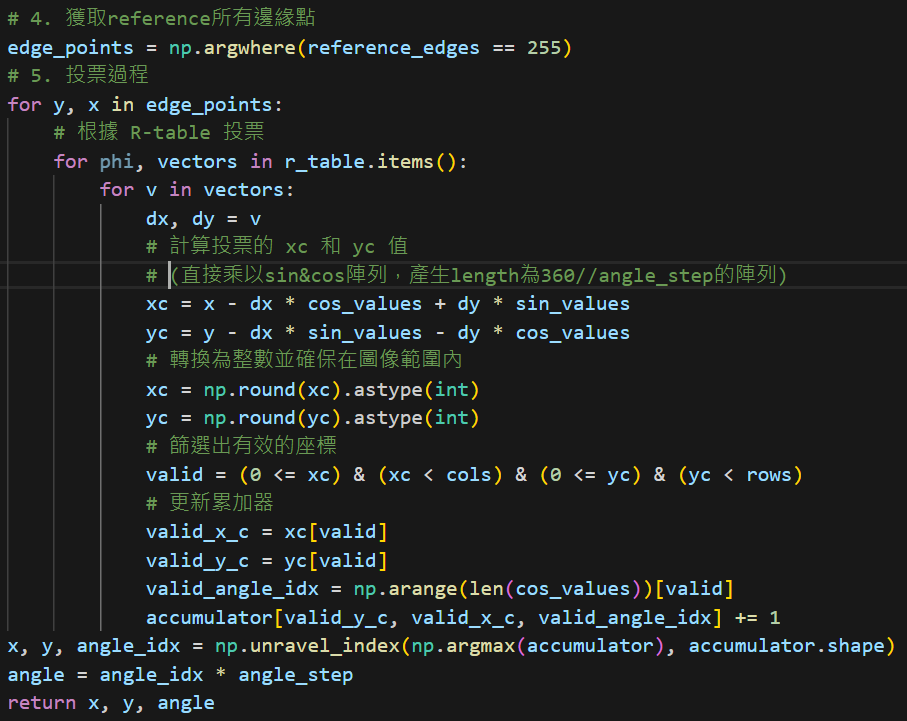 # 4. 獲取reference所有邊緣點
edge_points = np.argwhere(reference_edges == 255)
# 5. 投票過程
for y, x in edge_points:
    # 根據 R-table 投票
    for phi, vectors in r_table.items():
        for v in vectors:
            dx, dy = v
            # 計算投票的 xc 和 yc 值
            # (直接乘以sin&cos陣列，產生length為360//angle_step的陣列)
            xc = x - dx * cos_values + dy * sin_values
            yc = y - dx * sin_values - dy * cos_values
            # 轉換為整數並確保在圖像範圍內
            xc = np.round(xc).astype(int)
            yc = np.round(yc).astype(int)
            # 篩選出有效的座標
            valid = (0 <= xc) & (xc < cols) & (0 <= yc) & (yc < rows)
            # 更新累加器
            valid_x_c = xc[valid]
            valid_y_c = yc[valid]
            valid_angle_idx = np.arange(len(cos_values))[valid]
            accumulator[valid_y_c, valid_x_c, valid_angle_idx] += 1
x, y, angle_idx = np.unravel_index(np.argmax(accumulator), accumulator.shape)
angle = angle_idx * angle_step
return x, y, angle